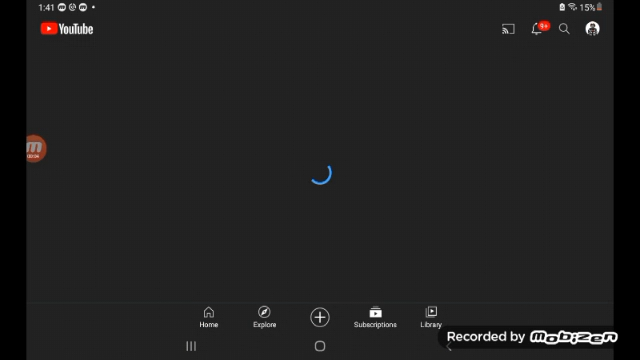 1:41
15%
YouTube
9+
Home
Explore
Subscriptions
Library
Recorded by mobizen